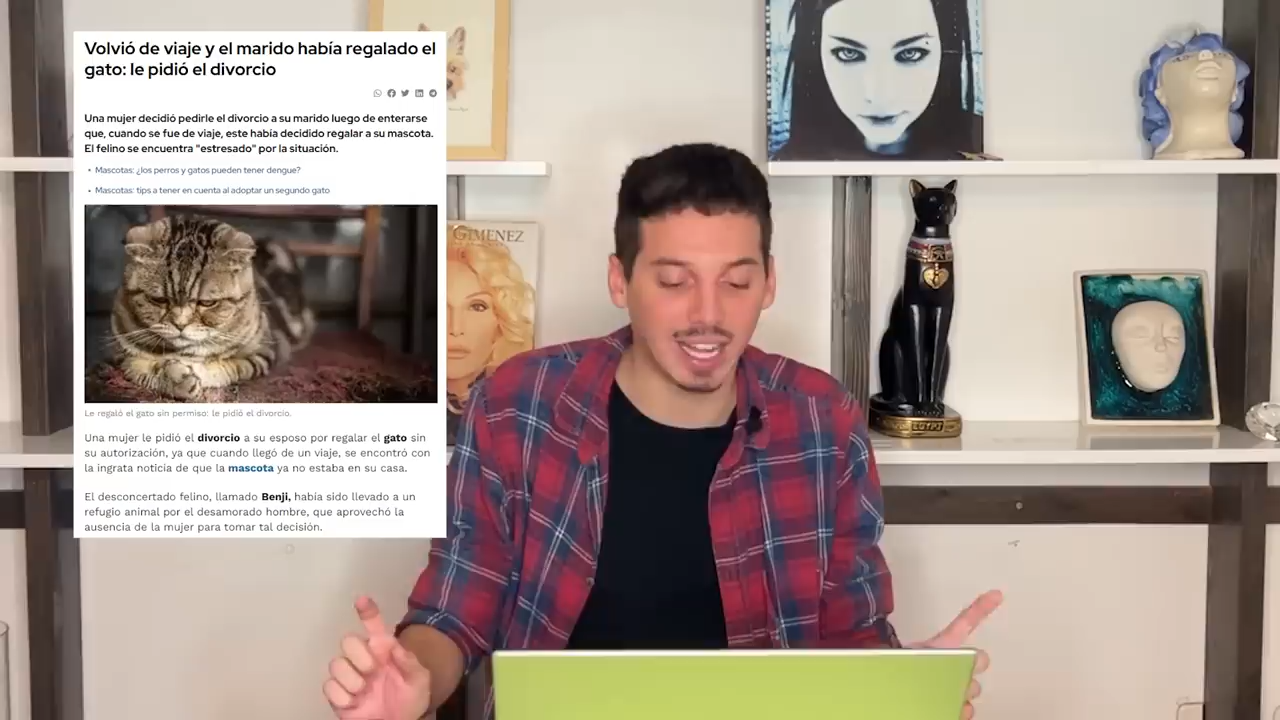 Volvió de viaje y el marido había regalado el
gato: le pidió el divorcio
Una mujer decidió pedirle el divorcio a su marido luego de enterarse
que, cuando se fue de viaje, este había decidido regalar a su mascota.
El felino se encuentra "estresado" por la situación.
• Mascotas: ¿los perros y gatos pueden tener dengue?
• Mascotas: tips a tener en cuenta al adoptar un segundo gato
Le regaló el gato sin permiso: le pidió el divorcio.
Una mujer le pidió el divorcio a su esposo por regalar el gato sin
su autorización, ya que cuando llegó de un viaje, se encontró con
la ingrata noticia de que la mascota ya no estaba en su casa.
El desconcertado felino, llamado Benji, había sido llevado a un
refugio animal por el desamorado hombre, que aprovechó la
ausencia de la mujer para tomar tal decisión.
GIMENEZ
EGYPT